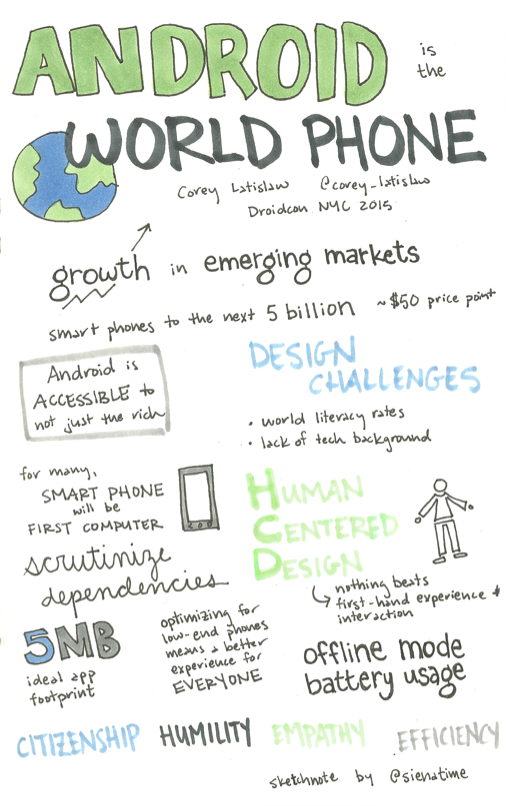 ANDROID is
the
WORLD PHONE
Corey Latislaw @corey_latislaw
Droidcon NYC 2015
growth in emerging markets
smart phones to the next 5 billion ~$50 price point
Android is
ACCESSIBLE to
not just the rich
DESIGN
CHALLENGES
• world literacy rates
• lack of tech background
for many,
SMART PHONE
will be
FIRST COMPUTER
HUMAN
CENTERED
DESIGN
nothing beats
first-hand experience +
interaction
scrutinize
dependencies
5MB
ideal app
footprint
optimizing for
low-end phones
means a better
experience for
EVERYONE
offline mode
battery usage
CITIZENSHIP HUMILITY EMPATHY EFFICIENCY
sketchnote by @sienatime